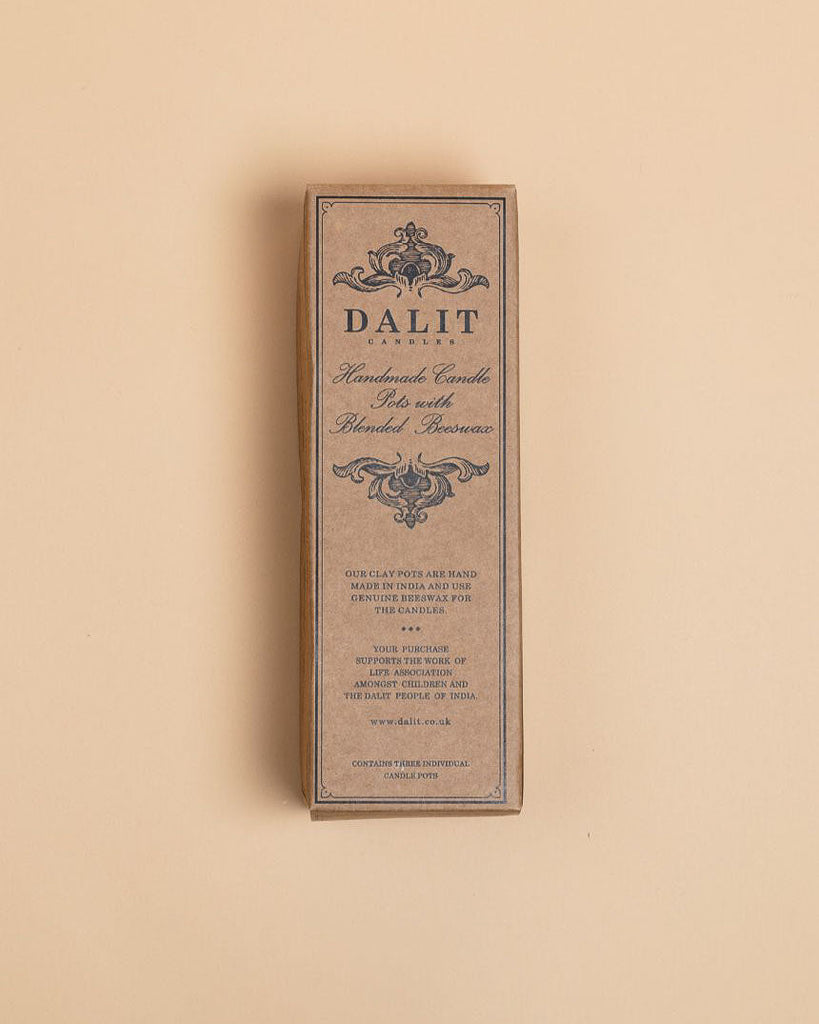 DALIT
CANDLES
Handmade Candle
Pots with
Blended Beeswax
OUR CLAY POTS ARE HAND
MADE IN INDIA AND USE
GENUINE BEESWAX FOR
THE CANDLES.
YOUR PURCHASE
SUPPORTS THE WORK OF
LIFE ASSOCIATION
AMONGST CHILDREN AND
THE DALIT PEOPLE OF INDIA.
www.dalit.co.uk
CONTAINS THREE INDIVIDUAL
CANDLE POTS